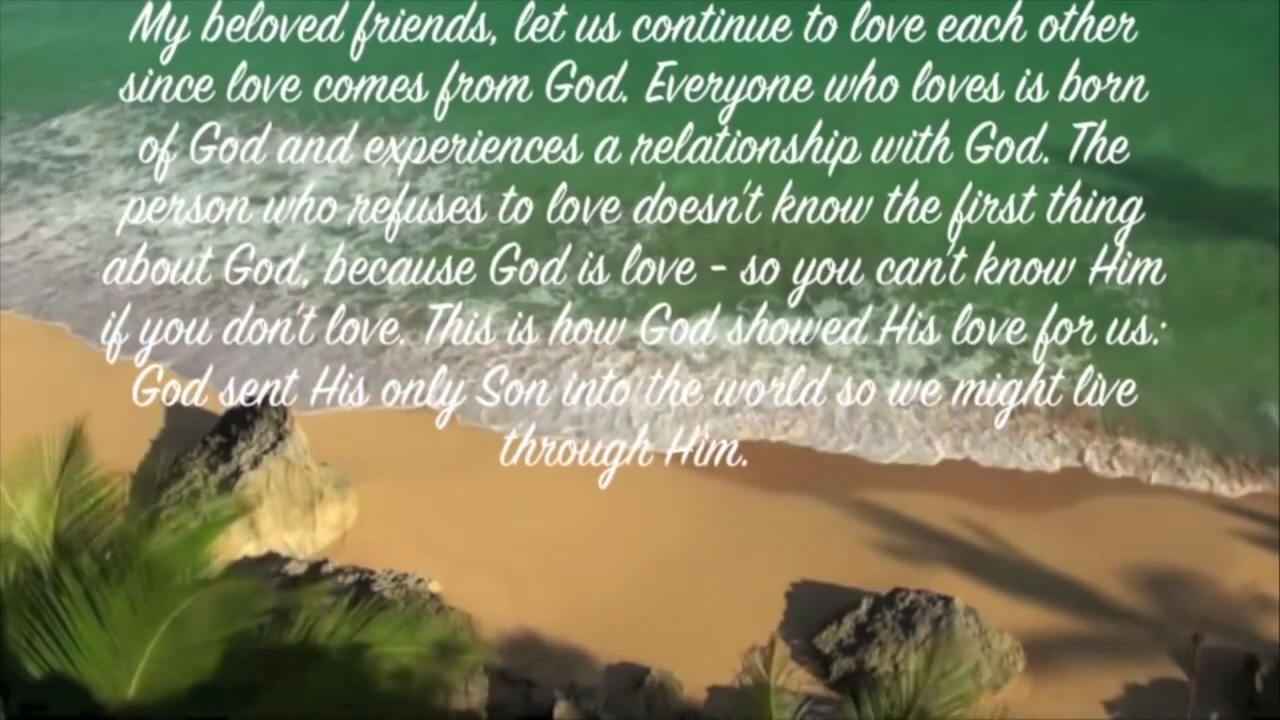 My beloved friends, let us continue to love each other
since love comes from God. Everyone who loves is born
of God and experiences a relationship with God. The
person who refuses to love doesn't know the first thing
about God, because God is love - so you can't know Him
if you don't love. This is how God showed His love for us:
God sent His only Son into the world so we might live
through Him.